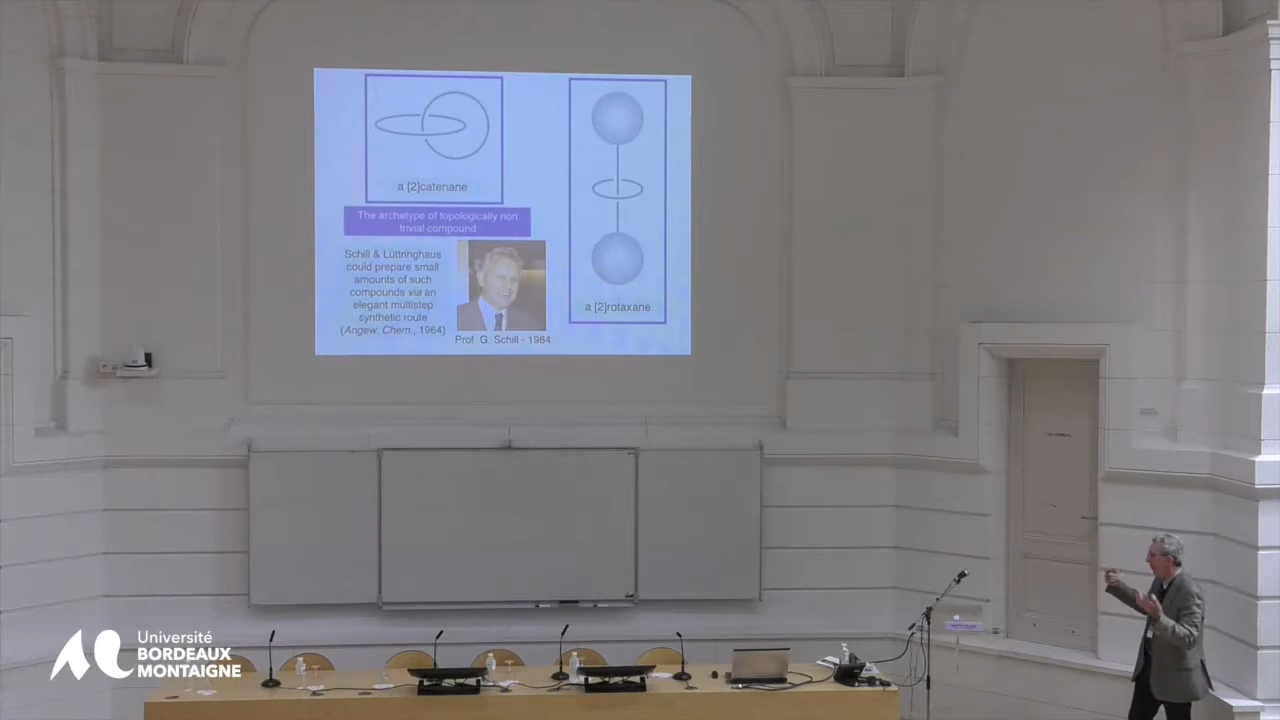 a [2]catenane
The archetype of topologically non
trivial compound
Schill & Lüttringhaus
could prepare small
amounts of such
compounds via an
elegant multistep
synthetic route
(Angew. Chem., 1964)
Prof. G. Schill - 1984
a [2]rotaxane
Université
BORDEAUX
MONTAIGNE